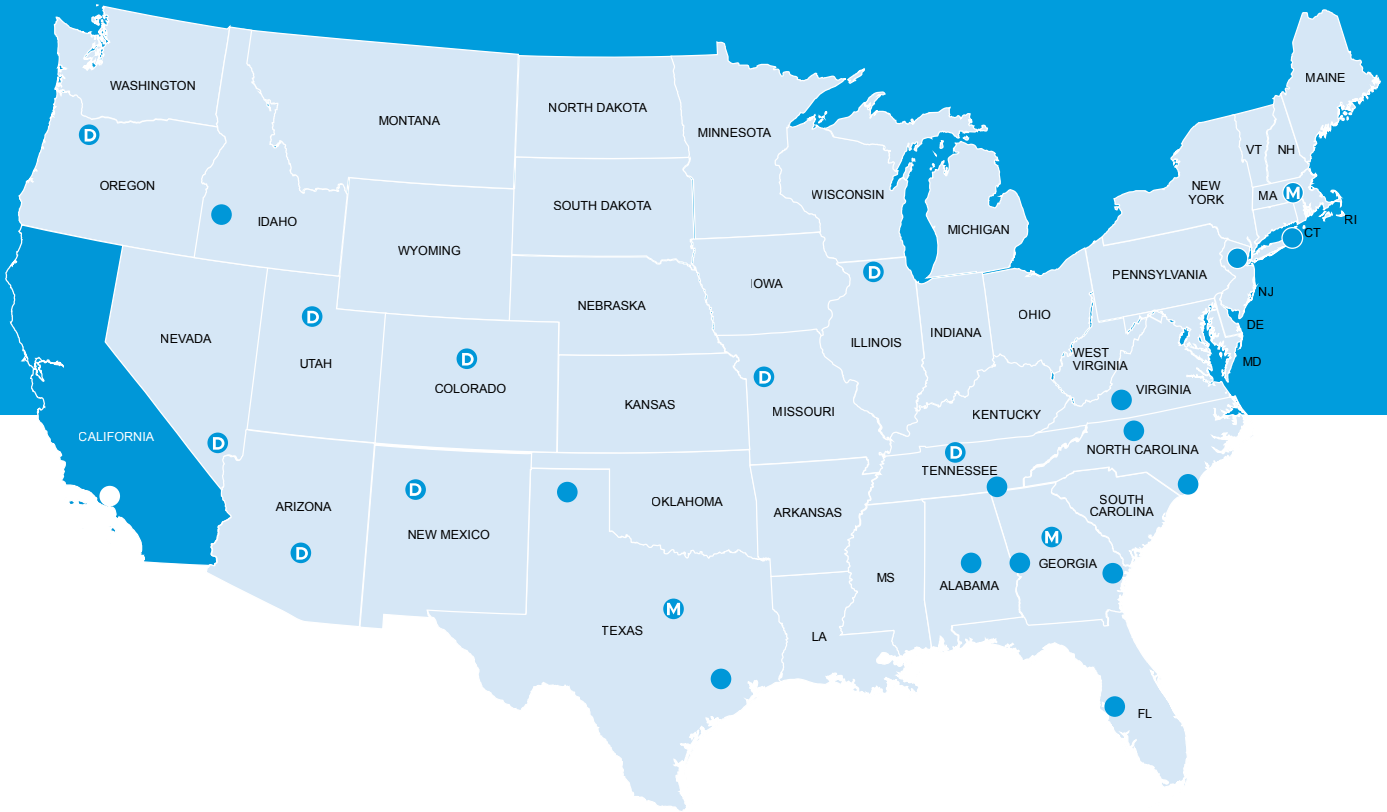 MAINE
WASHINGTON
NORTH DAKOTA
MONTANA
MINNESOTA
D
VT
NH
OREGON
WISCONSIN
NEW
YORK
MA
M
SOUTH DAKOTA
IDAHO
RI
MICHIGAN
CT
WYOMING
D
PENNSYLVANIA
IOWA
NJ
NEBRASKA
D
OHIO
DE
NEVADA
INDIANA
ILLINOIS
UTAH
D
WEST
VIRGINIA
MD
D
COLORADO
VIRGINIA
KANSAS
MISSOURI
KENTUCKY
CALIFORNIA
D
D
NORTH CAROLINA
TENNESSEE
D
ARIZONA
OKLAHOMA
SOUTH
CAROLINA
ARKANSAS
NEW MEXICO
M
D
GEORGIA
MS
ALABAMA
M
TEXAS
LA
FL